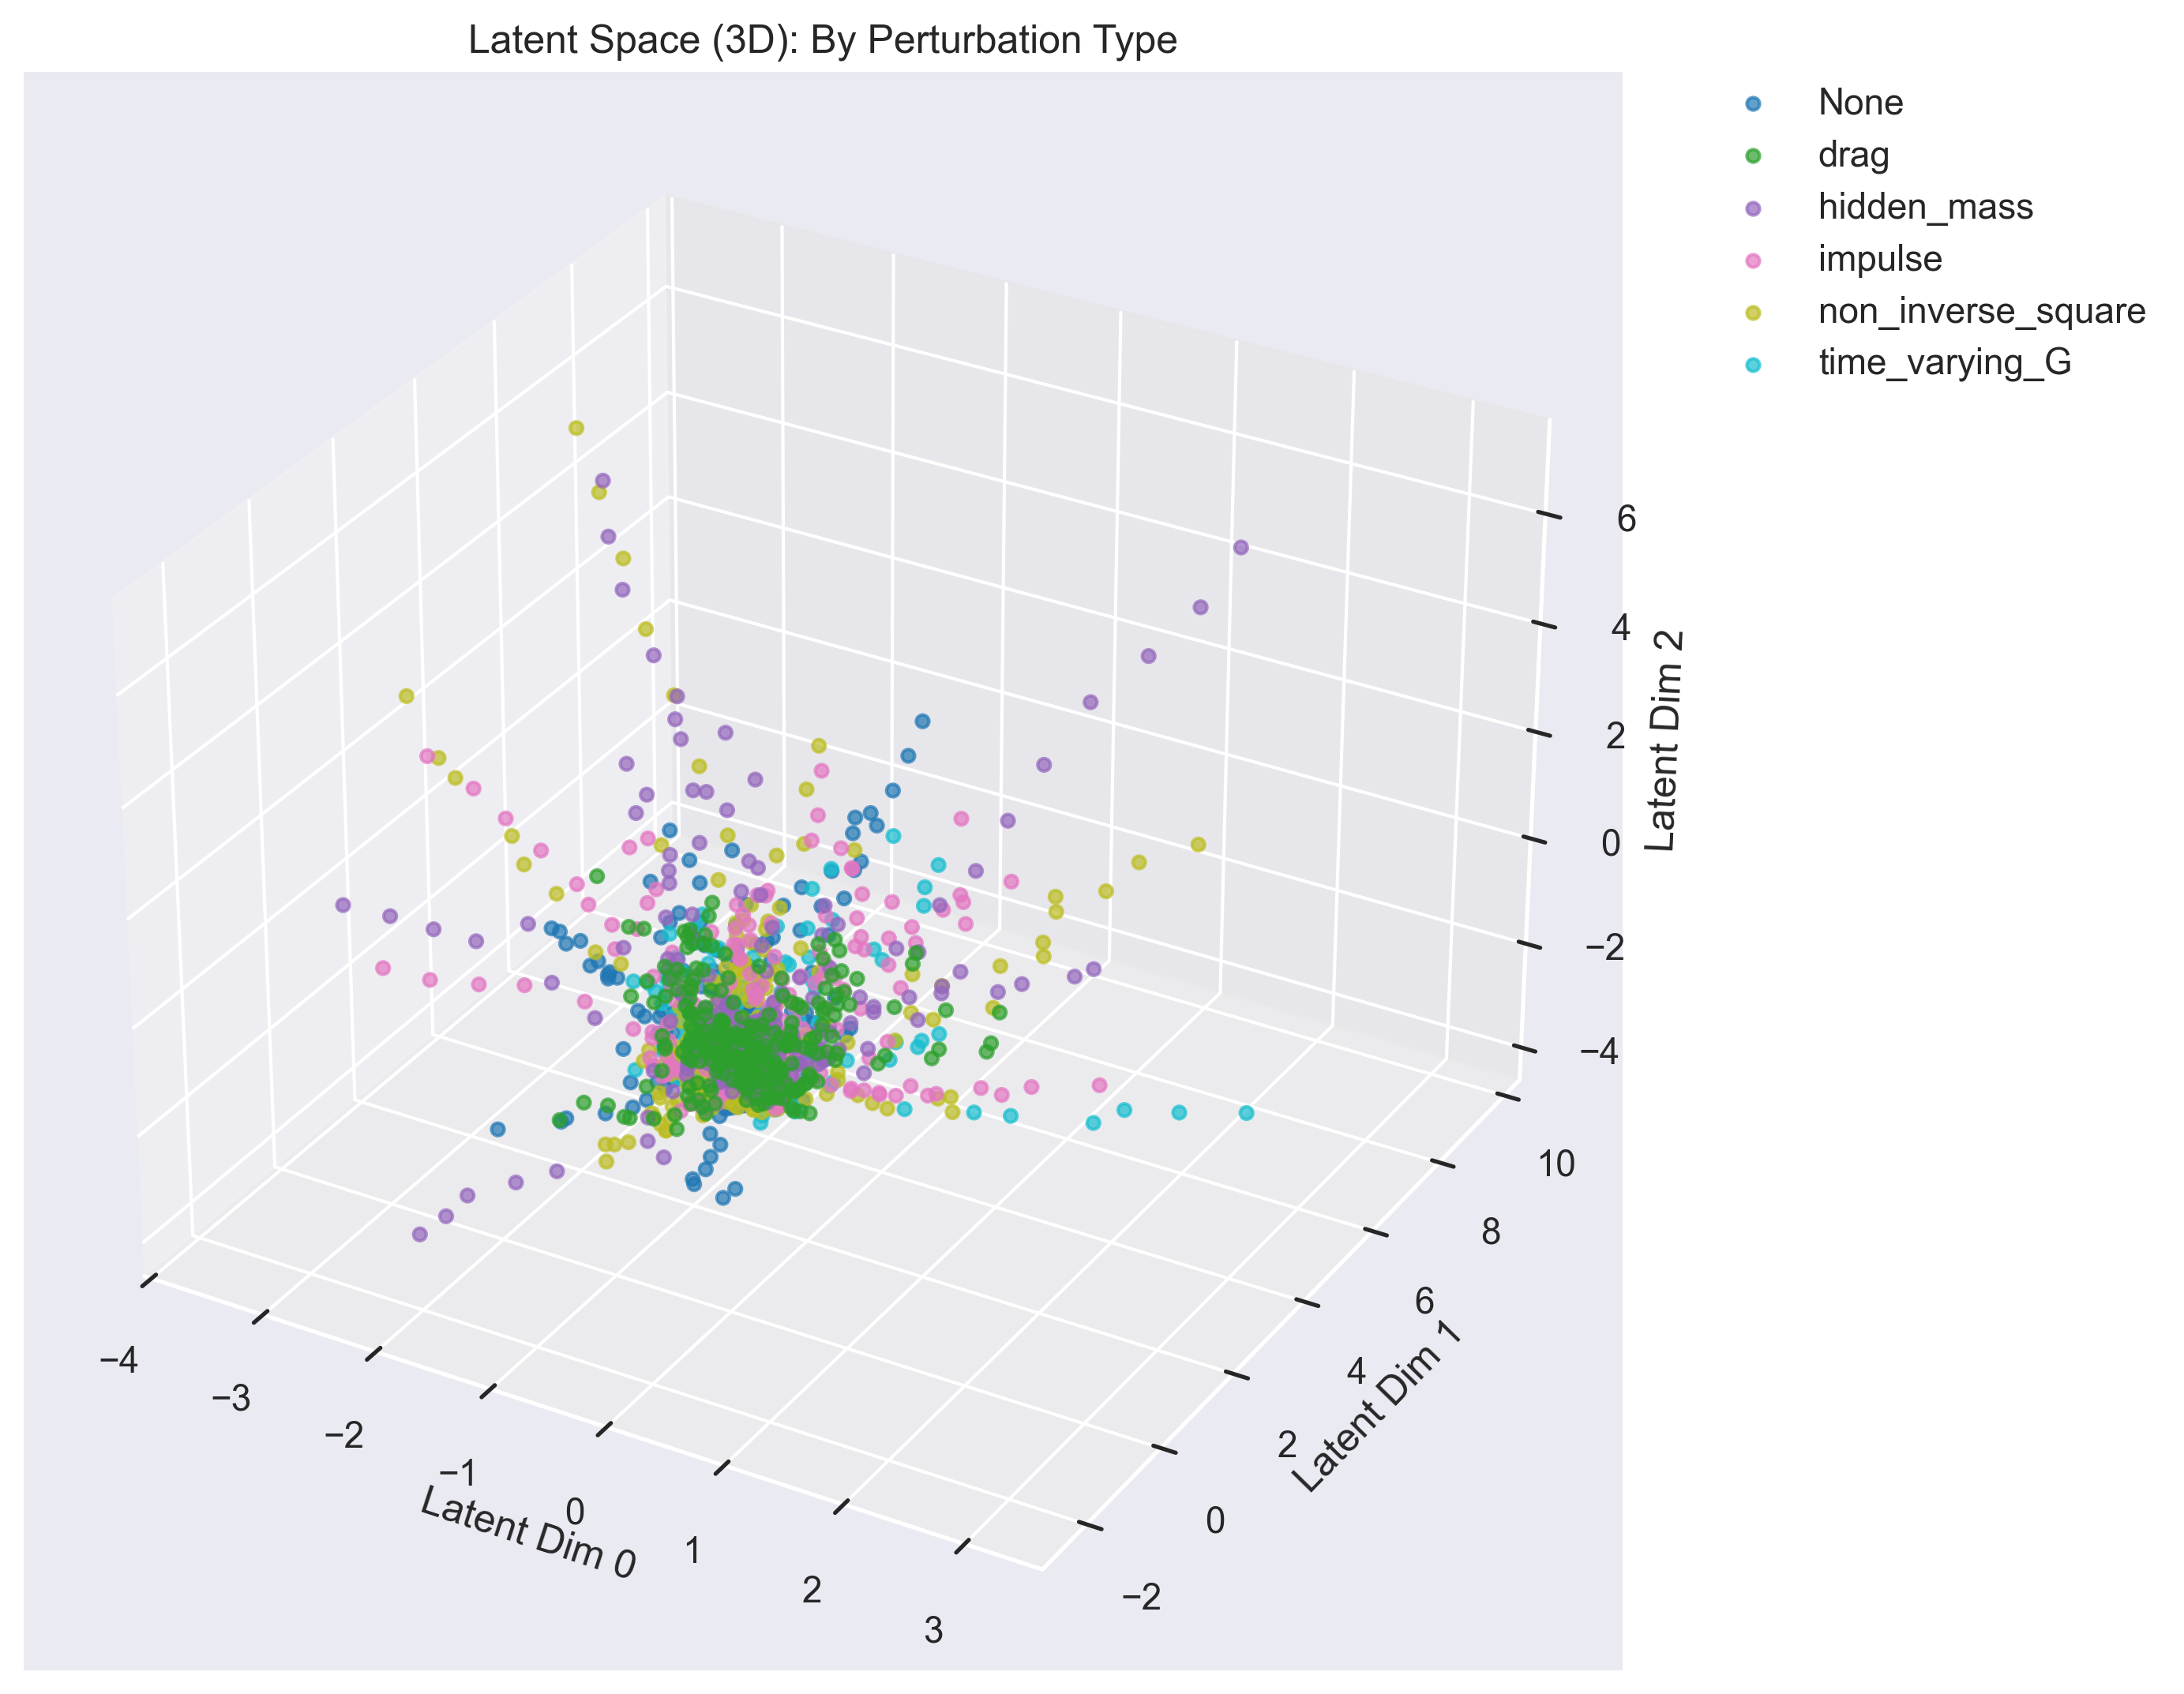 Latent Space (3D): By Perturbation Type
None
drag
hidden_mass
impulse
non_inverse_square
time_varying_G
6
4
2
0
−2
−4
Latent Dim 2
10
8
6
4
2
0
−2
Latent Dim 1
−4
−3
−2
−1
0
1
2
3
Latent Dim 0